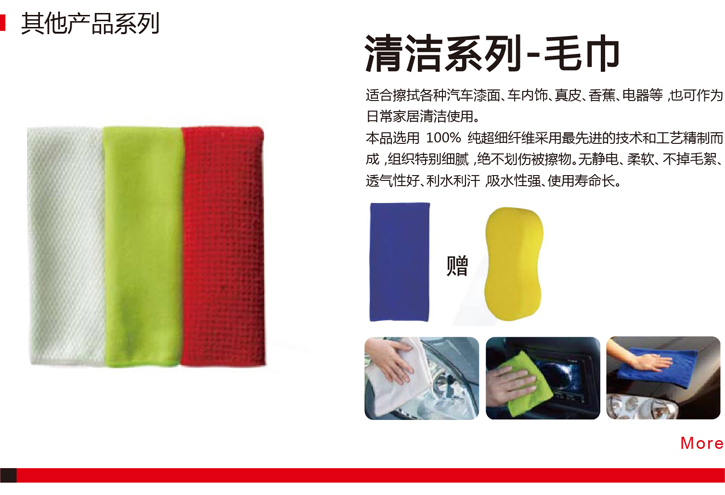 其他产品系列
清洁系列-毛巾
适合擦拭各种汽车漆面、车内饰、真皮、香蕉、电器等,也可作为
日常家居清洁使用。
本品选用 100% 纯超细纤维采用最先进的技术和工艺精制而
成,组织特别细腻,绝不划伤被擦物。无静电、柔软、不掉毛絮、
透气性好、利水利汗,吸水性强、使用寿命长。
赠
More